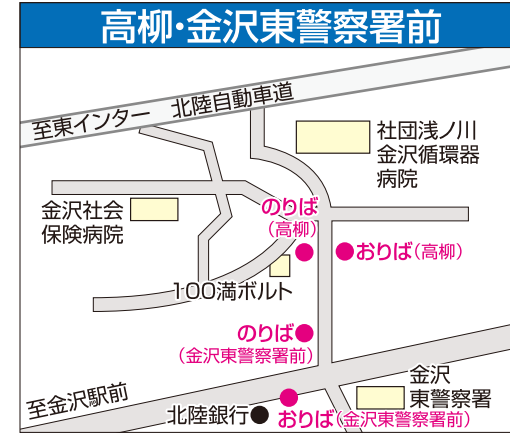 高柳・金沢東警察署前
至東インター
北陸自動車道
社団浅ノ川
金沢循環器
病院
金沢社会
保険病院
のりば
(高柳)
おりば(高柳)
100満ボルト
のりば
(金沢東警察署前)
至金沢駅前
金沢
東警察署
北陸銀行
おりば(金沢東警察署前)